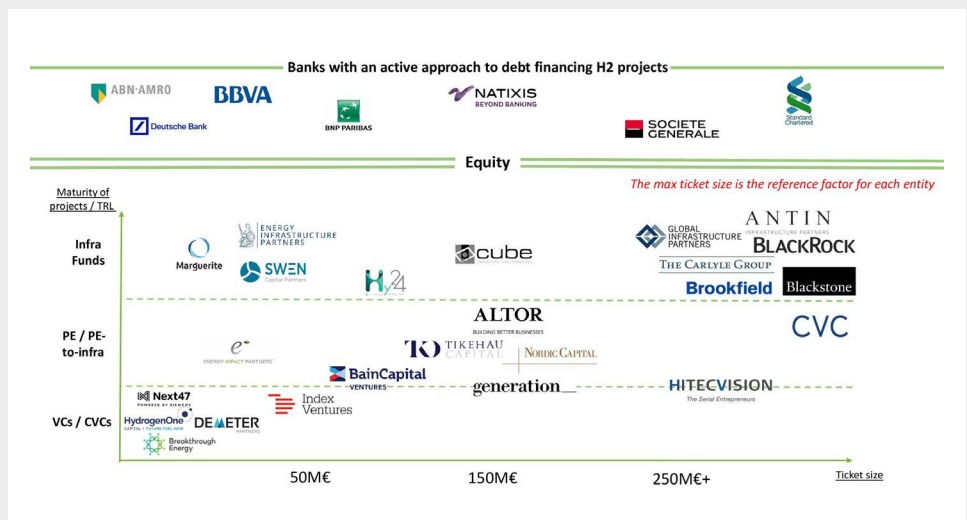 Banks with an active approach to debt financing H2 projects
ABN·AMRO
BBVA
NATIXIS
BEYOND BANKING
Standard
Chartered
Deutsche Bank
BNP PARIBAS
SOCIETE
GENERALE
Equity
The max ticket size is the reference factor for each entity
Maturity of
projects / TRL
Infra
Funds
Marguerite
ENERGY
INFRASTRUCTURE
PARTNERS
SWEN
Capital Partners
Hy24
cube
GLOBAL
INFRASTRUCTURE
PARTNERS
ANTIN
INFRASTRUCTURE PARTNERS
BLACKROCK
THE CARLYLE GROUP
Brookfield
Blackstone
PE / PE-
to-infra
e
ENERGY IMPACT PARTNERS
ALTOR
BUILDING BETTER BUSINESSES
TIKEHAU
CAPITAL
NORDIC CAPITAL
CVC
BainCapital
VENTURES
generation_
HITECVISION
The Serial Entrepreneurs
VCs / CVCs
Next47
POWERED BY SIEMENS
HydrogenOne
CAPITAL | FUTURE FUEL NOW
DEMETER
PARTNERS
Index
Ventures
Breakthrough
Energy
50M€
150M€
250M€+
Ticket size